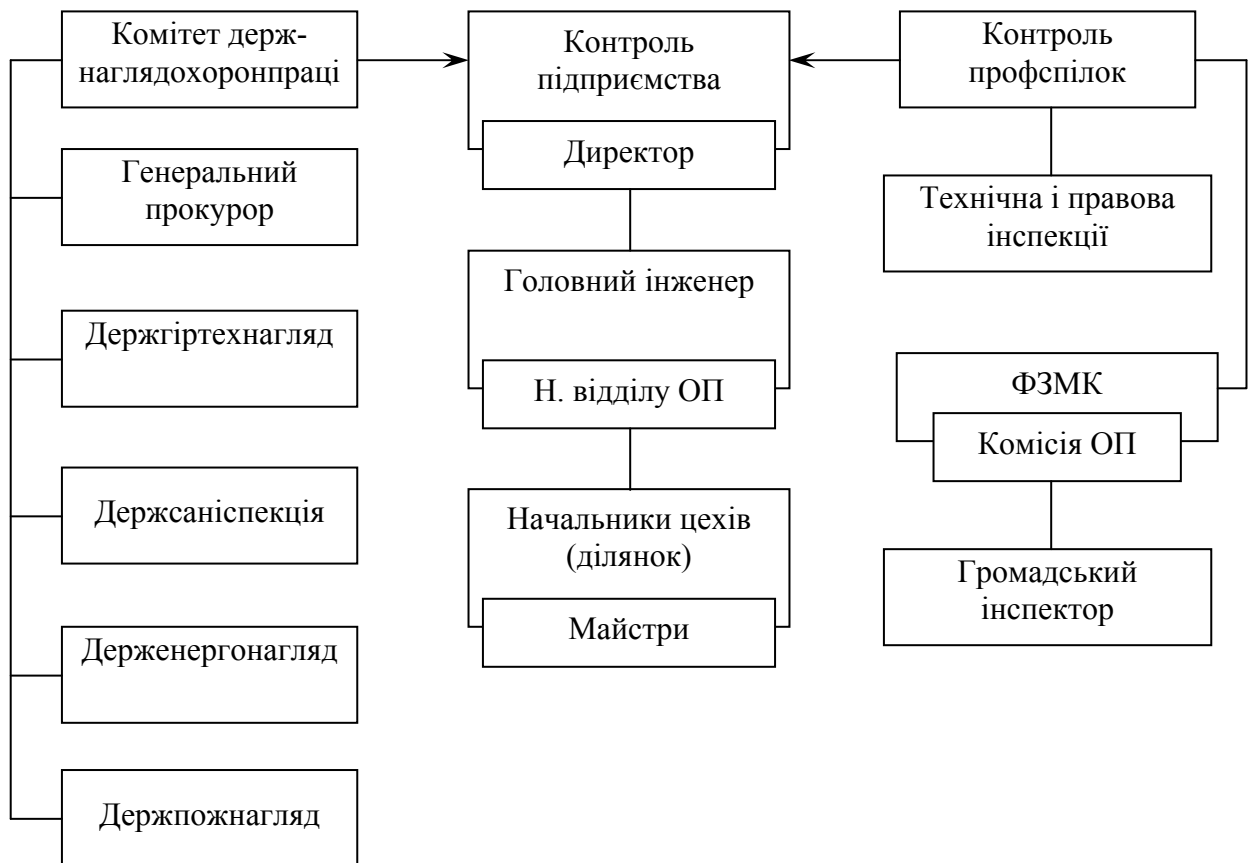 Комітет держ-
наглядохоронпраці
Генеральний
прокурор
Держгіртехнагляд
Держсаніспекція
Держенергонагляд
Держпожнагляд
Контроль
підприємства
Директор
Головний інженер
Н. відділу ОП
Начальники цехів
(ділянок)
Майстри
Контроль
профспілок
Технічна і правова
інспекції
ФЗМК
Комісія ОП
Громадський
інспектор